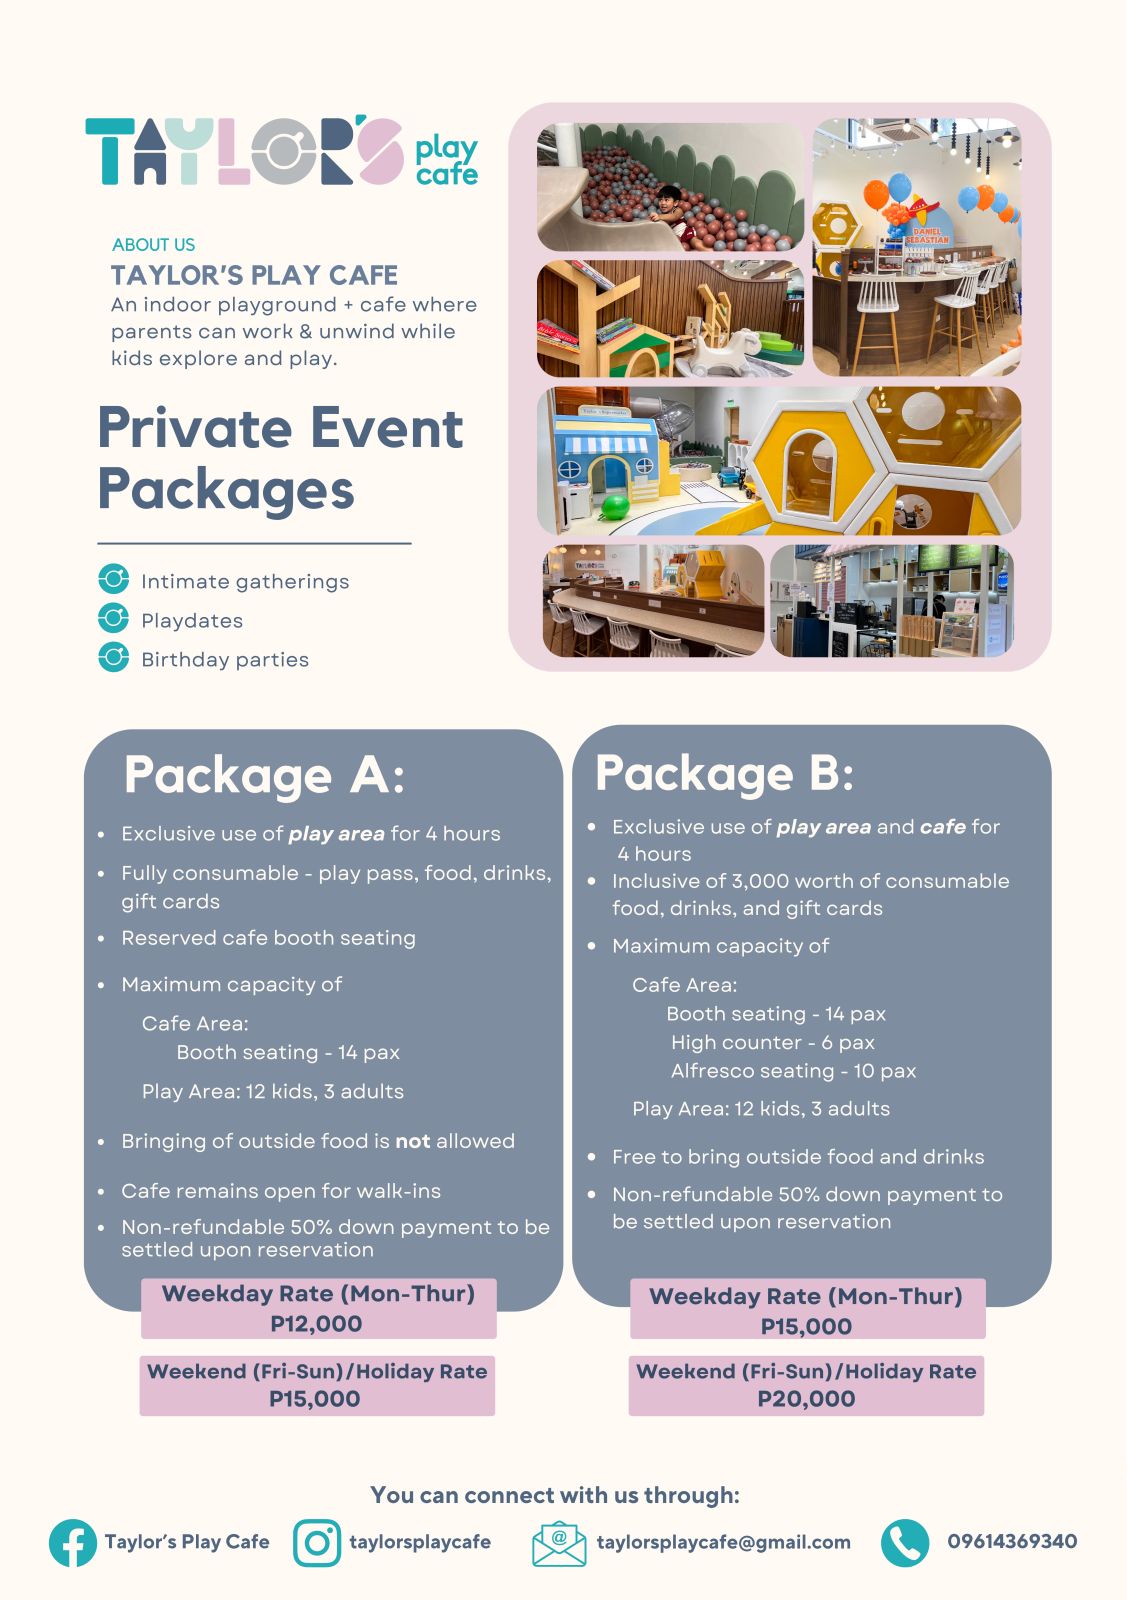 TAYLOR'S play
cafe
ABOUT US
TAYLOR'S PLAY CAFE
An indoor playground + cafe where
parents can work & unwind while
kids explore and play.
Private Event
Packages
Intimate gatherings
Playdates
Birthday parties
DANIEL
SEBASTIAN
Package A:
• Exclusive use of play area for 4 hours
• Fully consumable - play pass, food, drinks,
gift cards
• Reserved cafe booth seating
• Maximum capacity of
Cafe Area:
Booth seating - 14 pax
Play Area: 12 kids, 3 adults
• Bringing of outside food is not allowed
• Cafe remains open for walk-ins
• Non-refundable 50% down payment to be
settled upon reservation
Weekday Rate (Mon-Thur)
P12,000
Weekend (Fri-Sun)/Holiday Rate
P15,000
Package B:
• Exclusive use of play area and cafe for
4 hours
• Inclusive of 3,000 worth of consumable
food, drinks, and gift cards
• Maximum capacity of
Cafe Area:
Booth seating - 14 pax
High counter - 6 pax
Alfresco seating - 10 pax
Play Area: 12 kids, 3 adults
• Free to bring outside food and drinks
• Non-refundable 50% down payment to
be settled upon reservation
Weekday Rate (Mon-Thur)
P15,000
Weekend (Fri-Sun)/Holiday Rate
P20,000
You can connect with us through:
Taylor's Play Cafe
taylorsplaycafe
@
taylorsplaycafe@gmail.com
09614369340